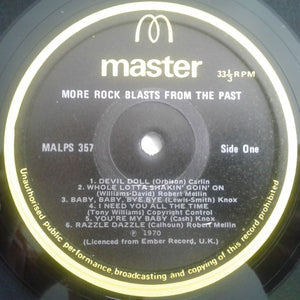 master
33⅓ RPM
MORE ROCK BLASTS FROM THE PAST
MALPS 357
Side One
1. DEVIL DOLL (Orbison) Carlin
2. WHOLE LOTTA SHAKIN' GOIN' ON
(Williams-David) Robert Mellin
3. BABY, BABY, BYE BYE (Lewis-Smith) Knox
4. I NEED YOU ALL THE TIME
(Tony Williams) Copyright Control
5. YOU'RE MY BABY (Cash) Knox
6. RAZZLE DAZZLE (Calhoun) Robert Mellin
℗ 1970
(Licenced from Ember Record, U.K.)
Unauthorised public performance, broadcasting and copying of this record prohibited